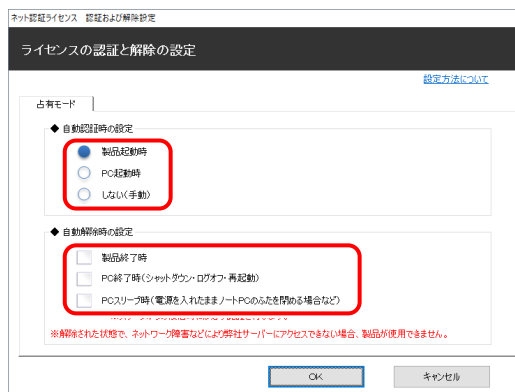 ネット認証ライセンス　認証および解除設定
ライセンスの認証と解除の設定
設定方法について
占有モード
◆ 自動認証時の設定
製品起動時
PC起動時
しない(手動)
◆ 自動解除時の設定
製品終了時
PC終了時(シャットダウン・ログオフ・再起動)
PCスリープ時(電源を入れたままノートPCのふたを閉める場合など)
※解除された状態で、ネットワーク障害などにより弊社サーバーにアクセスできない場合、製品が使用できません。
OK
キャンセル